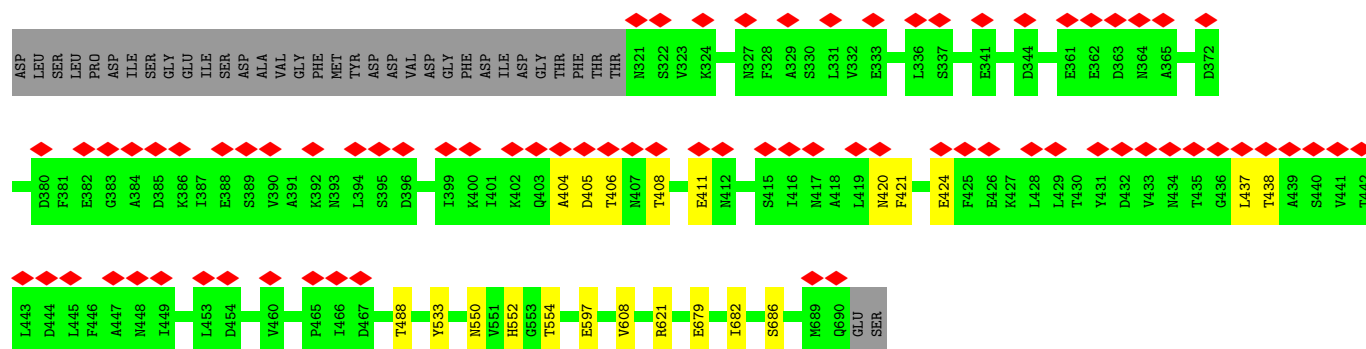 ASP LEU SER LEU PRO ASP ILE SER GLY GLU ILE SER ASP ALA VAL GLY PHE MET TYR ASP ASP VAL ASP GLY PHE ASP ILE ASP GLY THR PHE THR THR N321 S322 V323 K324 N327 F328 A329 S330 L331 V332 E333 L336 S337 E341 D344 E361 E362 D363 N364 A365 D372
D380 F381 E382 G383 A384 D385 K386 I387 E388 S389 V390 A391 K392 N393 L394 S395 D396 I399 K400 I401 K402 Q403 A404 D405 T406 N407 T408 E411 N412 S415 I416 N417 A418 L419 N420 F421 E424 F425 E426 K427 L428 L429 T430 Y431 D432 V433 N434 T435 G436 L437 T438 A439 S440 V441 T442
L443 D444 L445 F446 A447 N448 I449 L453 D454 V460 P465 I466 D467 T488 Y533 N550 V551 H552 G553 T554 E597 V608 R621 E679 I682 S686 M689 Q690 GLU SER